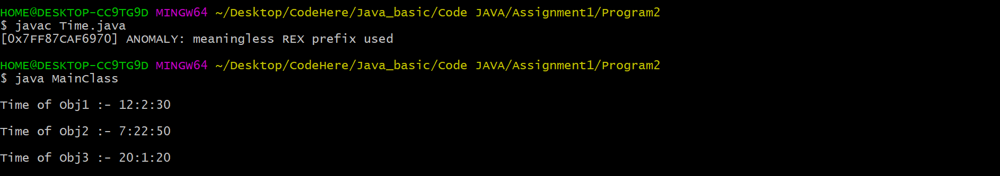 HOME@DESKTOP-CC9TG9D MINGW64 ~/Desktop/CodeHere/Java_basic/Code JAVA/Assignment1/Program2
$ javac Time.java
[0x7FF87CAF6970] ANOMALY: meaningless REX prefix used
HOME@DESKTOP-CC9TG9D MINGW64 ~/Desktop/CodeHere/Java_basic/Code JAVA/Assignment1/Program2
$ java MainClass
Time of Obj1 :- 12:2:30
Time of Obj2 :- 7:22:50
Time of Obj3 :- 20:1:20